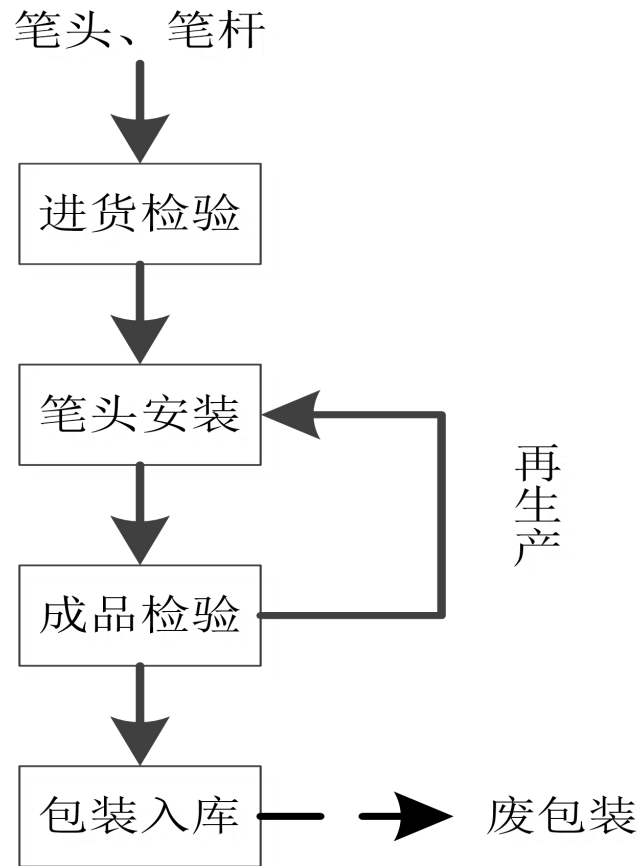 笔头、笔杆
进货检验
笔头安装
再生产
成品检验
包装入库
废包装